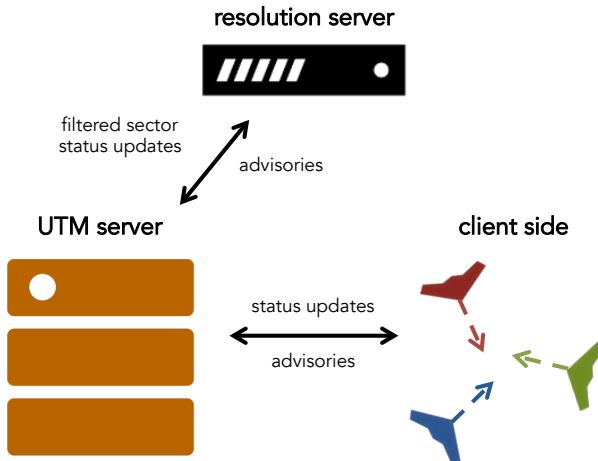 resolution server
filtered sector
status updates
advisories
UTM server
client side
status updates
advisories